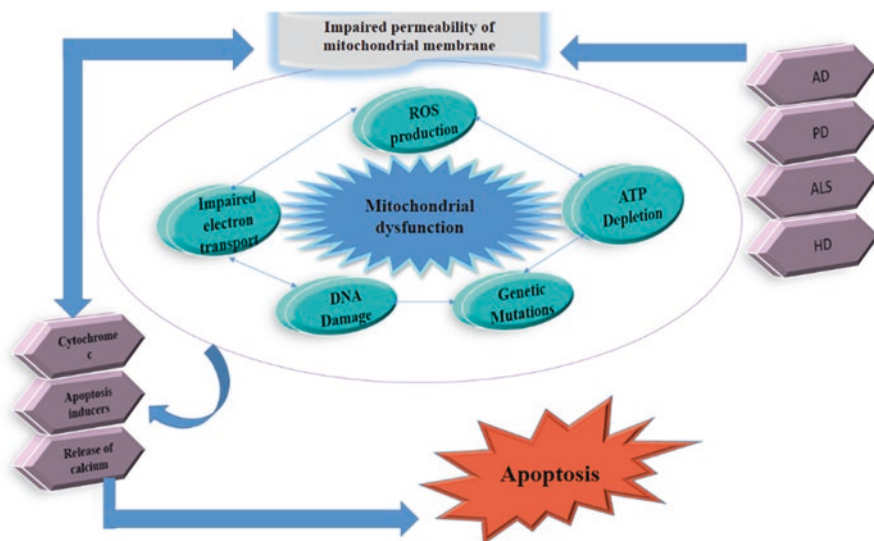 Impaired permeability of
mitochondrial membrane
AD
PD
ALS
HD
ROS
production
Impaired
electron
transport
Mitochondrial
dysfunction
ATP
Depletion
DNA
Damage
Genetic
Mutations
Cytochrome
c
Apoptosis
inducers
Release of
calcium
Apoptosis